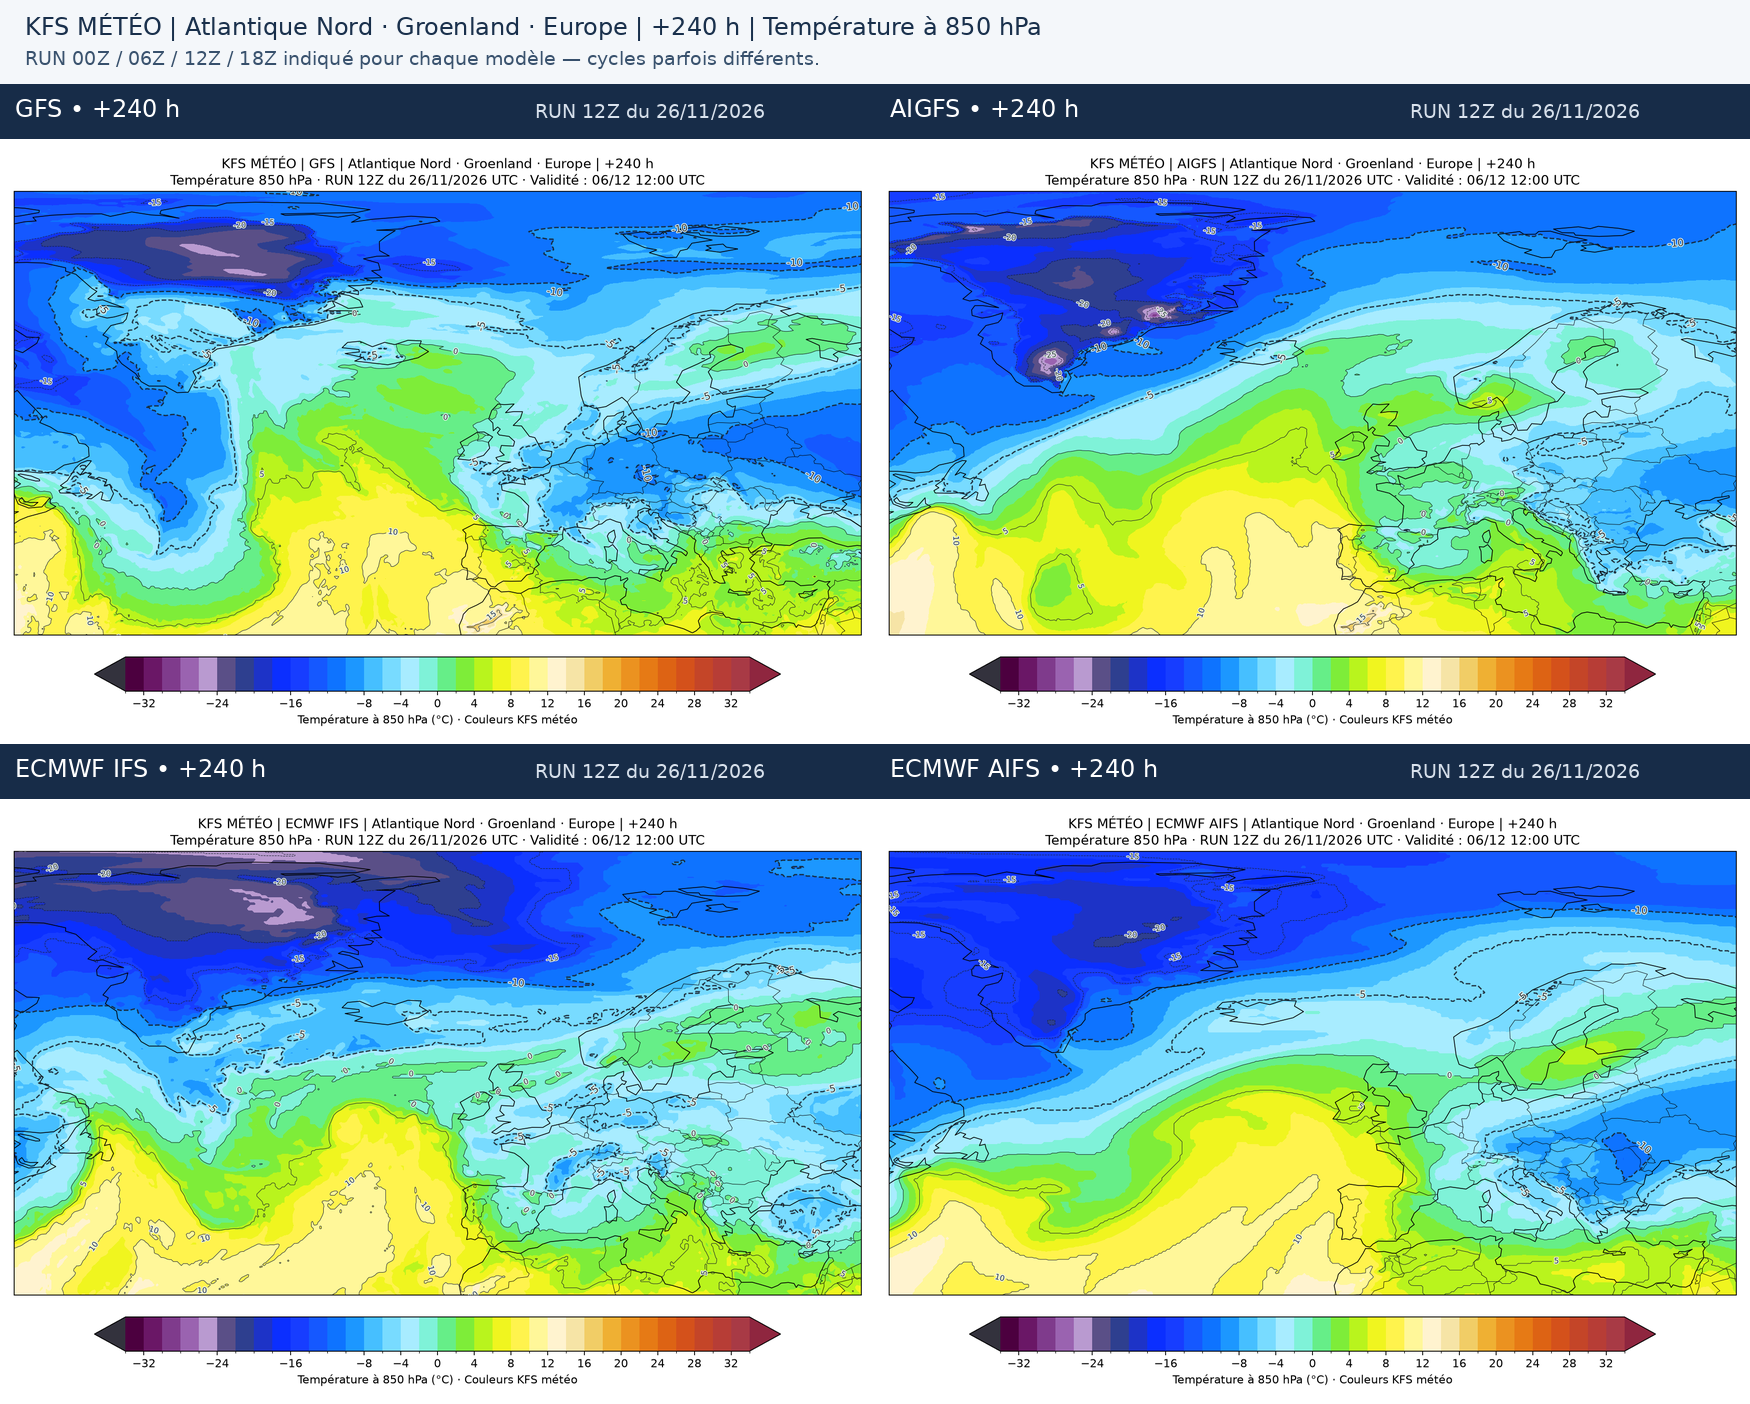 KFS MÉTÉO | Atlantique Nord · Groenland · Europe | +240 h | Température à 850 hPa
RUN 00Z / 06Z / 12Z / 18Z indiqué pour chaque modèle — cycles parfois différents.
GFS • +240 h
RUN 12Z du 26/11/2026
KFS MÉTÉO | GFS | Atlantique Nord · Groenland · Europe | +240 h
Température 850 hPa · RUN 12Z du 26/11/2026 UTC · Validité : 06/12 12:00 UTC
−32 −24 −16 −8 −4 0 4 8 12 16 20 24 28 32
Température à 850 hPa (°C) · Couleurs KFS météo
AIGFS • +240 h
RUN 12Z du 26/11/2026
KFS MÉTÉO | AIGFS | Atlantique Nord · Groenland · Europe | +240 h
Température 850 hPa · RUN 12Z du 26/11/2026 UTC · Validité : 06/12 12:00 UTC
−32 −24 −16 −8 −4 0 4 8 12 16 20 24 28 32
Température à 850 hPa (°C) · Couleurs KFS météo
ECMWF IFS • +240 h
RUN 12Z du 26/11/2026
KFS MÉTÉO | ECMWF IFS | Atlantique Nord · Groenland · Europe | +240 h
Température 850 hPa · RUN 12Z du 26/11/2026 UTC · Validité : 06/12 12:00 UTC
−32 −24 −16 −8 −4 0 4 8 12 16 20 24 28 32
Température à 850 hPa (°C) · Couleurs KFS météo
ECMWF AIFS • +240 h
RUN 12Z du 26/11/2026
KFS MÉTÉO | ECMWF AIFS | Atlantique Nord · Groenland · Europe | +240 h
Température 850 hPa · RUN 12Z du 26/11/2026 UTC · Validité : 06/12 12:00 UTC
−32 −24 −16 −8 −4 0 4 8 12 16 20 24 28 32
Température à 850 hPa (°C) · Couleurs KFS météo